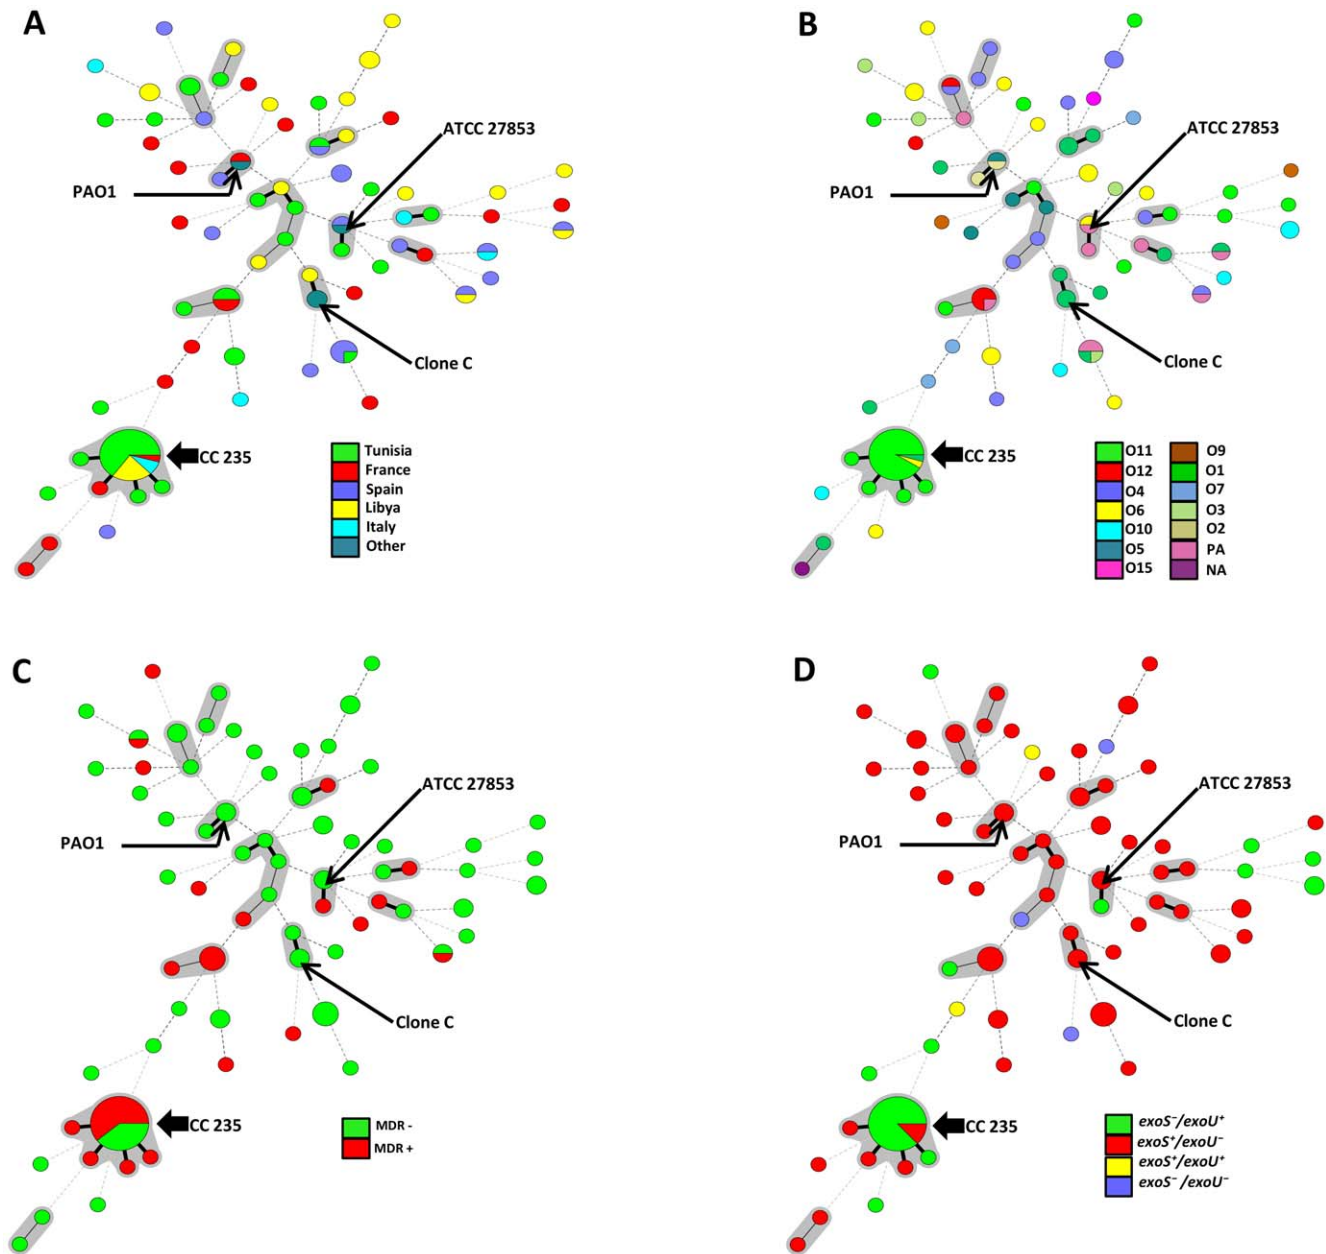 A
ATCC 27853
PAO1
Clone C
CC 235
Tunisia
France
Spain
Libya
Italy
Other
B
ATCC 27853
PAO1
Clone C
CC 235
O11
O12
O4
O6
O10
O5
O15
O9
O1
O7
O3
O2
PA
NA
C
ATCC 27853
PAO1
Clone C
CC 235
MDR -
MDR +
D
ATCC 27853
PAO1
Clone C
CC 235
exoS⁻/exoU⁺
exoS⁺/exoU⁻
exoS⁺/exoU⁺
exoS⁻/exoU⁻